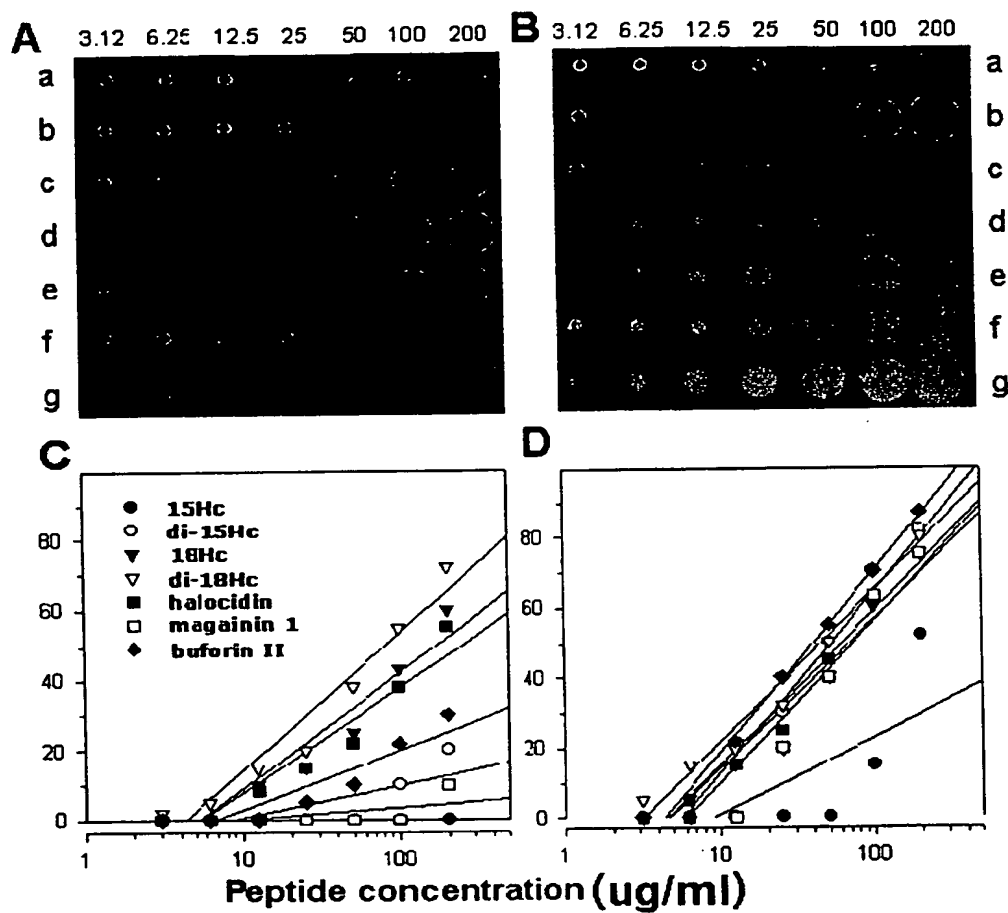 A
3.12 6.25 12.5 25 50 100 200
a
b
c
d
e
f
g
B
3.12 6.25 12.5 25 50 100 200
a
b
c
d
e
f
g
C
15Hc
di-15Hc
18Hc
di-18Hc
halocidin
magainin 1
buforin II
80
60
40
20
0
1 10 100
D
80
60
40
20
0
1 10 100
Peptide concentration (ug/ml)